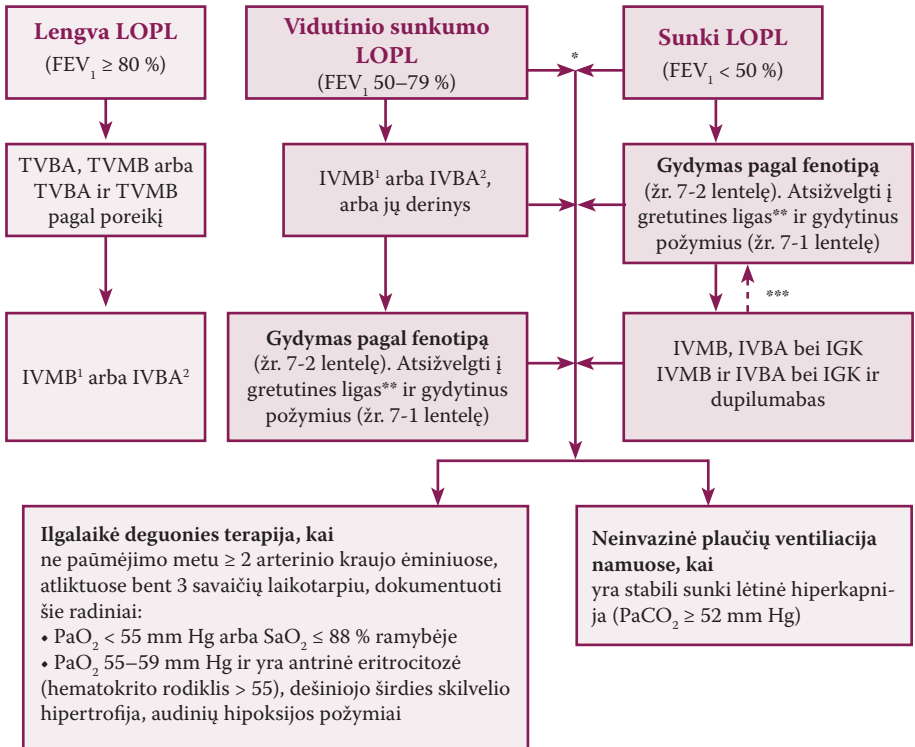 Lengva LOPL
(FEV₁ ≥ 80 %)
Vidutinio sunkumo
LOPL
(FEV₁ 50–79 %)
*
Sunki LOPL
(FEV₁ < 50 %)
TVBA, TVMB arba
TVBA ir TVMB
pagal poreikį
IVMB¹ arba IVBA²,
arba jų derinys
Gydymas pagal fenotipą
(žr. 7-2 lentelę). Atsižvelgti į
gretutines ligas** ir gydytinus
požymius (žr. 7-1 lentelę)
***
IVMB¹ arba IVBA²
Gydymas pagal fenotipą
(žr. 7-2 lentelę). Atsižvelgti į
gretutines ligas** ir gydytinus
požymius (žr. 7-1 lentelę)
IVMB, IVBA bei IGK
IVMB ir IVBA bei IGK ir
dupilumabas
Ilgalaikė deguonies terapija, kai
ne paūmėjimo metu ≥ 2 arterinio kraujo ėminiuose,
atliktuose bent 3 savaičių laikotarpiu, dokumentuoti
šie radiniai:
• PaO₂ < 55 mm Hg arba SaO₂ ≤ 88 % ramybėje
• PaO₂ 55–59 mm Hg ir yra antrinė eritrocitozė
(hematokrito rodiklis > 55), dešiniojo širdies skilvelio
hipertrofija, audinių hipoksijos požymiai
Neinvazinė plaučių ventiliacija
namuose, kai
yra stabili sunki lėtinė hiperkapni-
ja (PaCO₂ ≥ 52 mm Hg)